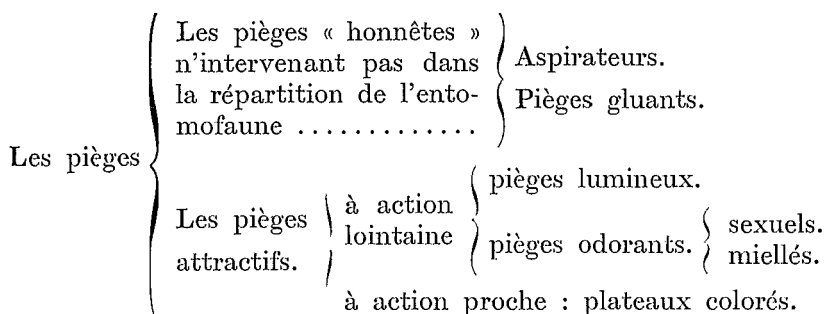 Les pièges « honnêtes »
n'intervenant pas dans
la répartition de l'ento-
mofaune ..............
Aspirateurs.
Pièges gluants.
Les pièges
Les pièges
attractifs.
à action
lointaine
pièges lumineux.
pièges odorants.
sexuels.
miellés.
à action proche : plateaux colorés.